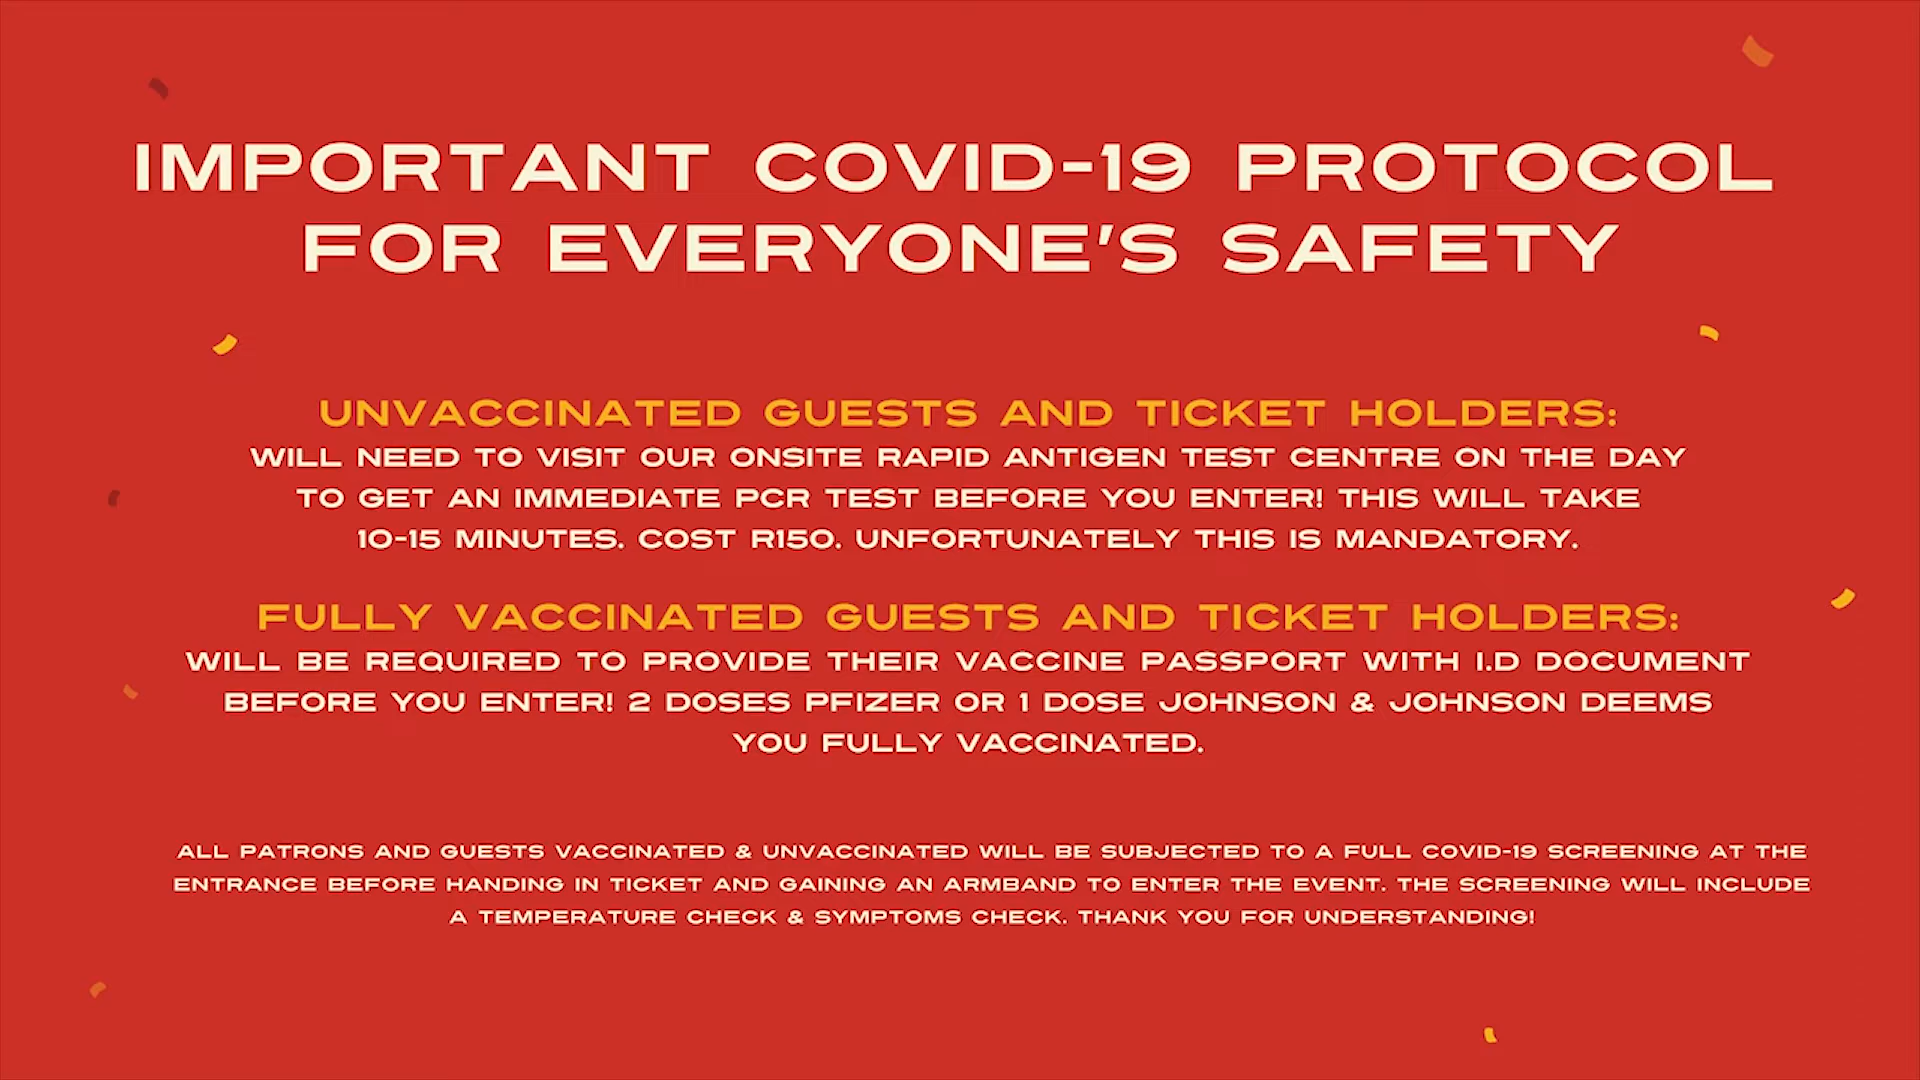 IMPORTANT COVID-19 PROTOCOL
FOR EVERYONE'S SAFETY
UNVACCINATED GUESTS AND TICKET HOLDERS:
WILL NEED TO VISIT OUR ONSITE RAPID ANTIGEN TEST CENTRE ON THE DAY
TO GET AN IMMEDIATE PCR TEST BEFORE YOU ENTER! THIS WILL TAKE
10-15 MINUTES. COST R150. UNFORTUNATELY THIS IS MANDATORY.
FULLY VACCINATED GUESTS AND TICKET HOLDERS:
WILL BE REQUIRED TO PROVIDE THEIR VACCINE PASSPORT WITH I.D DOCUMENT
BEFORE YOU ENTER! 2 DOSES PFIZER OR 1 DOSE JOHNSON & JOHNSON DEEMS
YOU FULLY VACCINATED.
ALL PATRONS AND GUESTS VACCINATED & UNVACCINATED WILL BE SUBJECTED TO A FULL COVID-19 SCREENING AT THE
ENTRANCE BEFORE HANDING IN TICKET AND GAINING AN ARMBAND TO ENTER THE EVENT. THE SCREENING WILL INCLUDE
A TEMPERATURE CHECK & SYMPTOMS CHECK. THANK YOU FOR UNDERSTANDING!